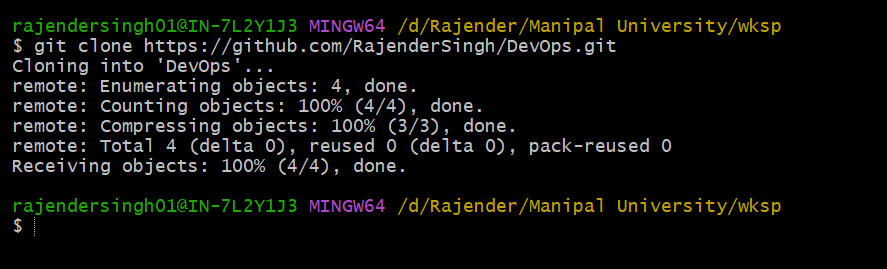 rajendersingh01@IN-7L2Y1J3 MINGW64 /d/Rajender/Manipal University/wksp
$ git clone https://github.com/RajenderSingh/DevOps.git
Cloning into 'DevOps'...
remote: Enumerating objects: 4, done.
remote: Counting objects: 100% (4/4), done.
remote: Compressing objects: 100% (3/3), done.
remote: Total 4 (delta 0), reused 0 (delta 0), pack-reused 0
Receiving objects: 100% (4/4), done.
rajendersingh01@IN-7L2Y1J3 MINGW64 /d/Rajender/Manipal University/wksp
$